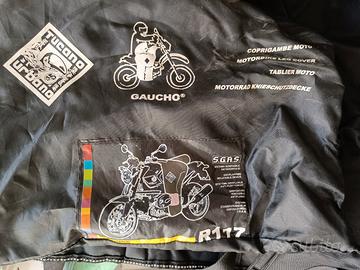 Tucano
Urbano
GAUCHO®
COPRIGAMBE MOTO
MOTORBIKE LEG COVER
TABLIER MOTO
MOTORRAD KNIESCHUTZDECKE
S.G.A.S.
R117